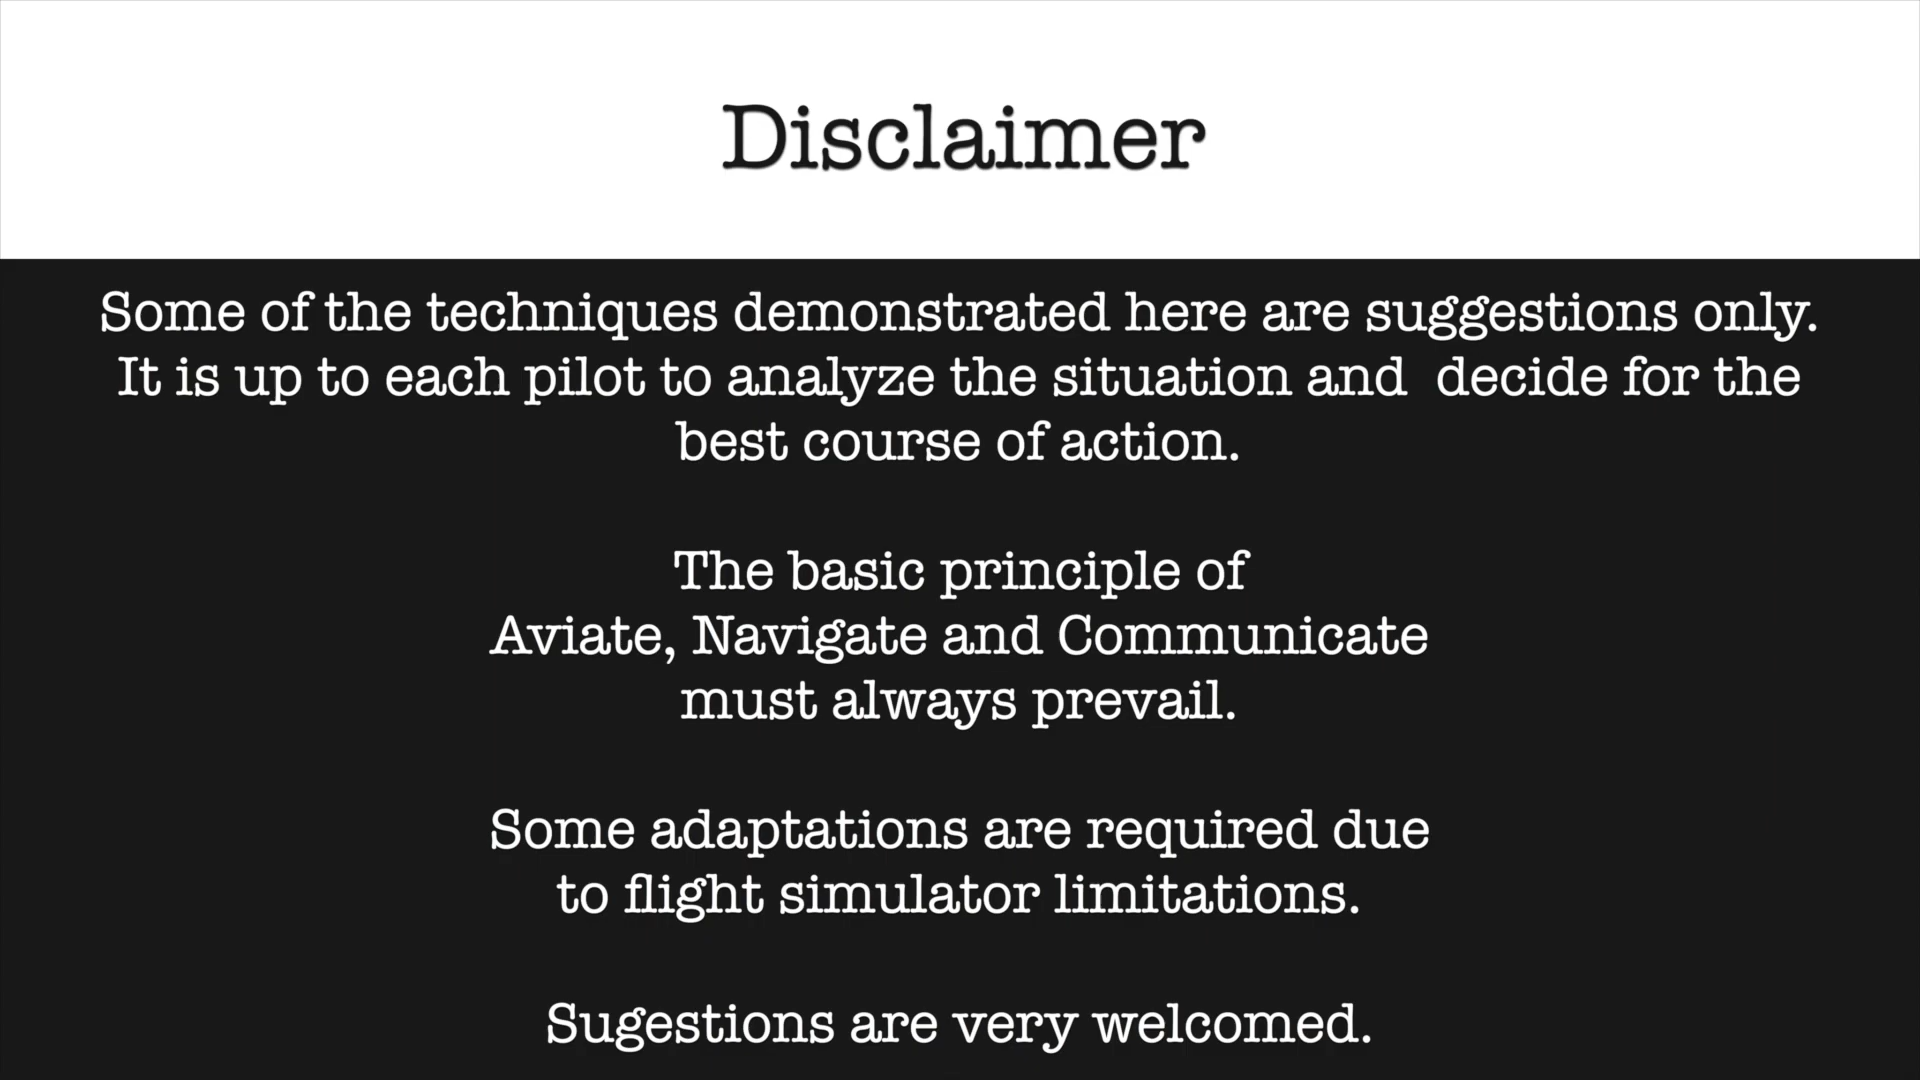 Disclaimer
Some of the techniques demonstrated here are suggestions only.
It is up to each pilot to analyze the situation and  decide for the
best course of action.
The basic principle of
Aviate, Navigate and Communicate
must always prevail.
Some adaptations are required due
to flight simulator limitations.
Sugestions are very welcomed.